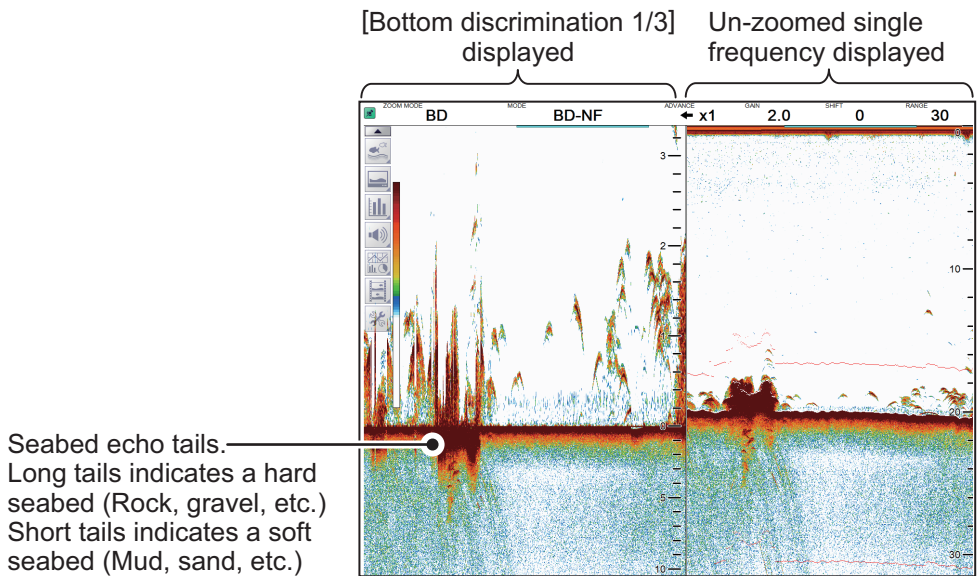 [Bottom discrimination 1/3]
displayed
Un-zoomed single
frequency displayed
ZOOM MODE
BD
MODE
BD-NF
ADVANCE
x1
GAIN
2.0
SHIFT
0
RANGE
30
3
2
1
0
5
10
0
10
20
30
Seabed echo tails.
Long tails indicates a hard
seabed (Rock, gravel, etc.)
Short tails indicates a soft
seabed (Mud, sand, etc.)